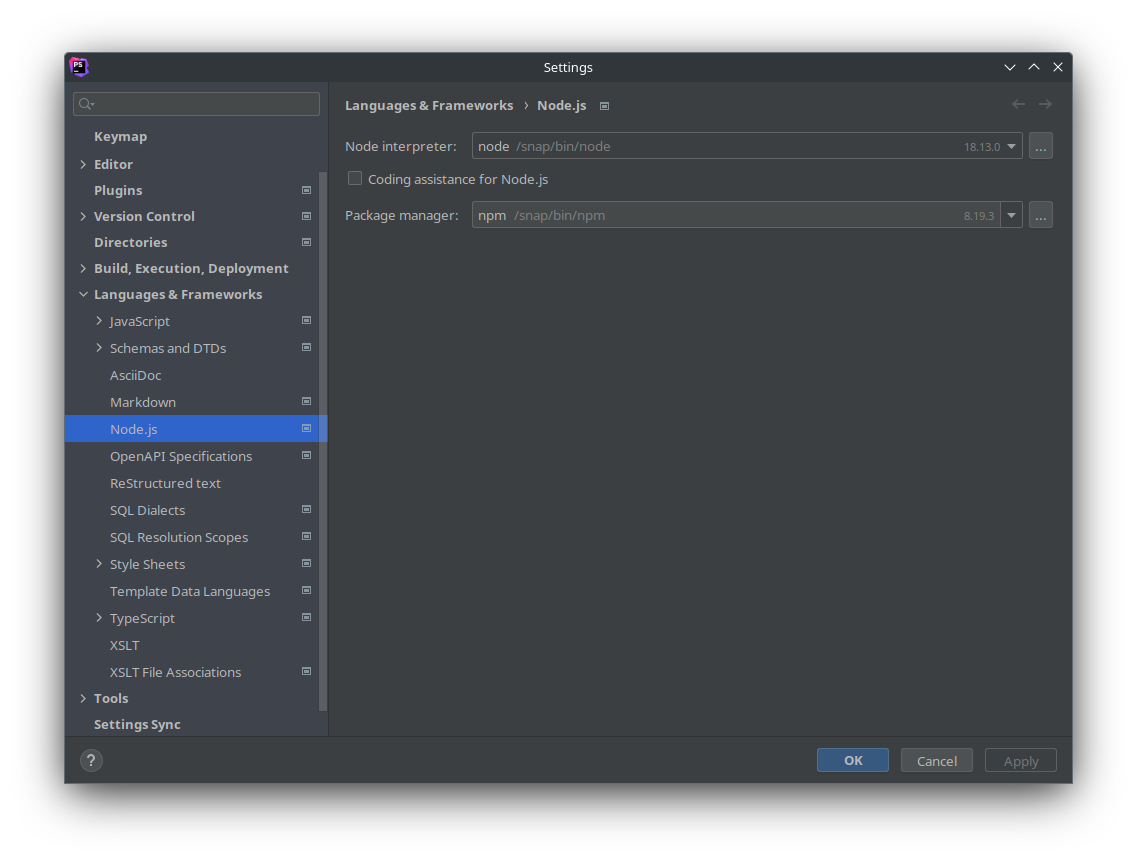 PS
Settings
Keymap
Editor
Plugins
Version Control
Directories
Build, Execution, Deployment
Languages & Frameworks
JavaScript
Schemas and DTDs
AsciiDoc
Markdown
Node.js
OpenAPI Specifications
ReStructured text
SQL Dialects
SQL Resolution Scopes
Style Sheets
Template Data Languages
TypeScript
XSLT
XSLT File Associations
Tools
Settings Sync
Languages & Frameworks › Node.js
Node interpreter: node /snap/bin/node 18.13.0 ...
Coding assistance for Node.js
Package manager: npm /snap/bin/npm 8.19.3 ...
? OK Cancel Apply